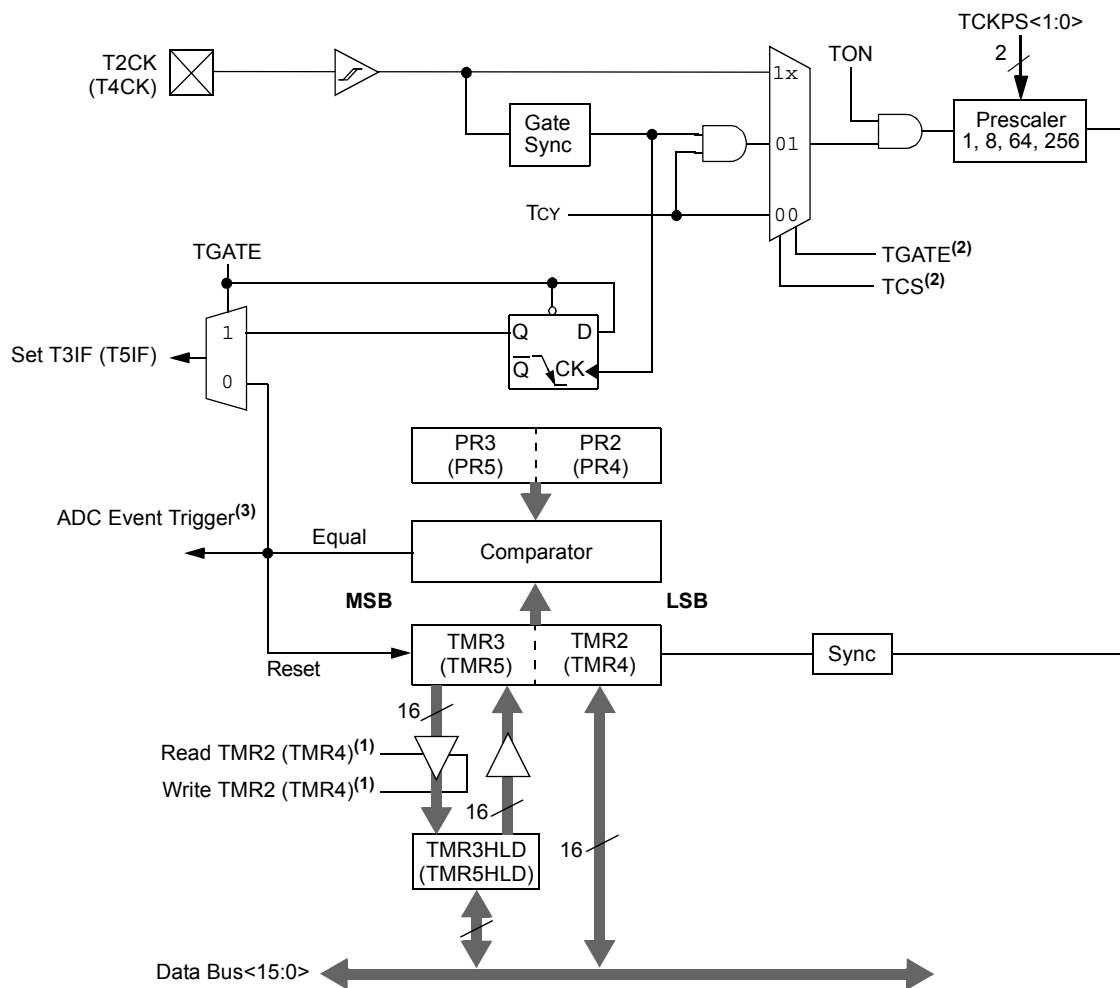 TCKPS<1:0>
2
T2CK
(T4CK)
1x
TON
Gate
Sync
01
Prescaler
1, 8, 64, 256
TCY
00
TGATE
TGATE(2)
TCS(2)
1
Q
D
Set T3IF (T5IF)
Q
CK
0
PR3
(PR5)
PR2
(PR4)
ADC Event Trigger(3)
Equal
Comparator
MSB
LSB
TMR3
(TMR5)
TMR2
(TMR4)
Sync
Reset
16
Read TMR2 (TMR4)(1)
Write TMR2 (TMR4)(1)
16
TMR3HLD
(TMR5HLD)
16
Data Bus<15:0>